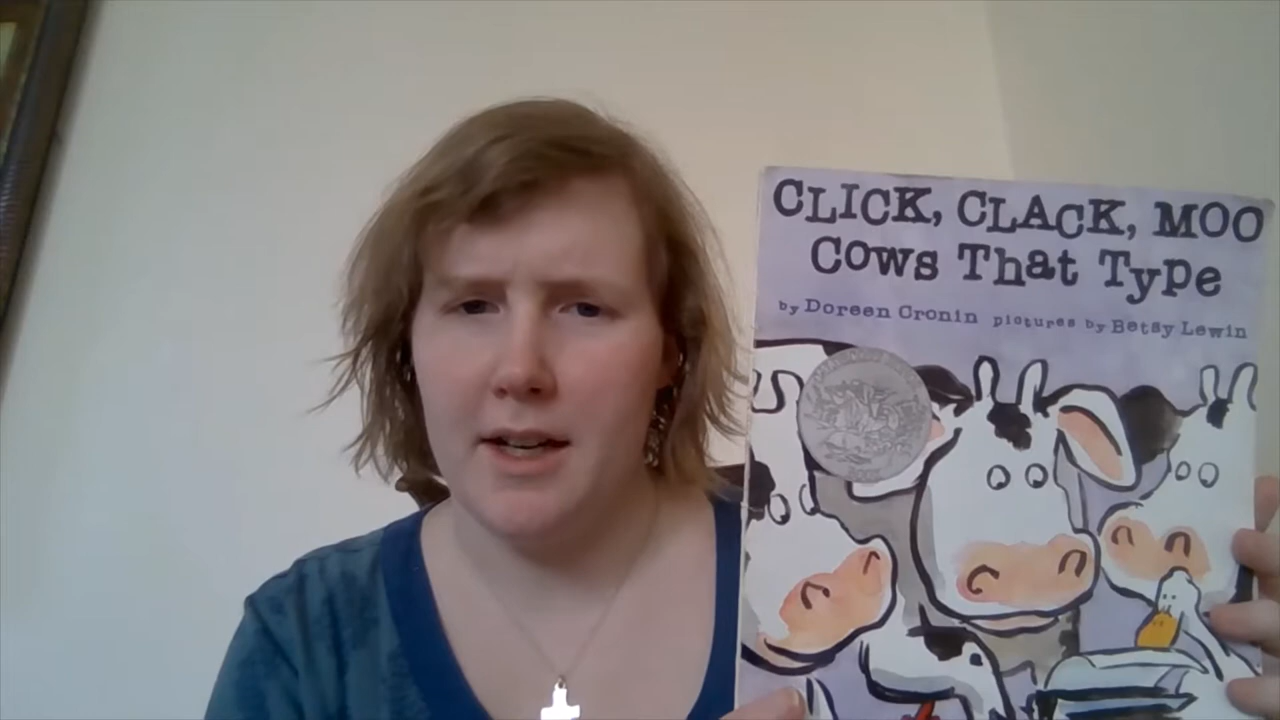 CLICK, CLACK, MOO
Cows That Type
by Doreen Cronin pictures by Betsy Lewin